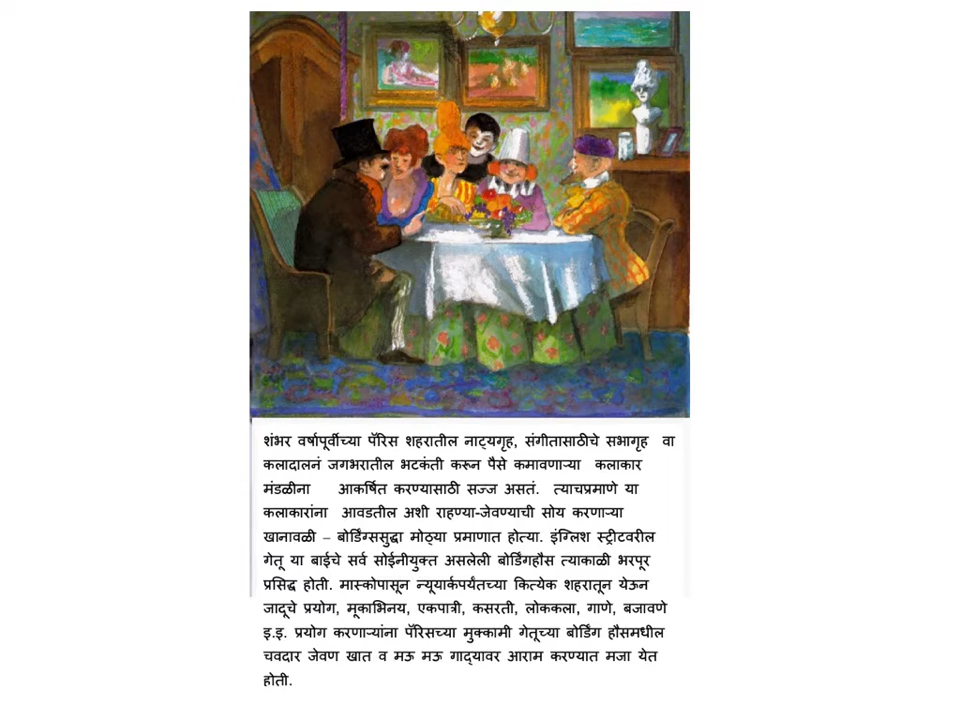 शंभर वर्षापूर्वीच्या पॅरिस शहरातील नाट्यगृह, संगीतासाठीचे सभागृह वा
कलादालनं जगभरातील भटकंती करून पैसे कमावणाऱ्या कलाकार
मंडळीना आकर्षित करण्यासाठी सज्ज असतं. त्याचप्रमाणे या
कलाकारांना आवडतील अशी राहण्या-जेवण्याची सोय करणाऱ्या
खानावळी – बोर्डिंग्ससुद्धा मोठ्या प्रमाणात होत्या. इंग्लिश स्ट्रीटवरील
गेतू या बाईचे सर्व सोईनीयुक्त असलेली बोर्डिंगहौस त्याकाळी भरपूर
प्रसिद्ध होती. मास्कोपासून न्यूयार्कपर्यंतच्या कित्येक शहरातून येऊन
जादूचे प्रयोग, मूकाभिनय, एकपात्री, कसरती, लोककला, गाणे, बजावणे
इ.इ. प्रयोग करणाऱ्यांना पॅरिसच्या मुक्कामी गेतूच्या बोर्डिंग हौसमधील
चवदार जेवण खात व मऊ मऊ गाद्यावर आराम करण्यात मजा येत
होती.